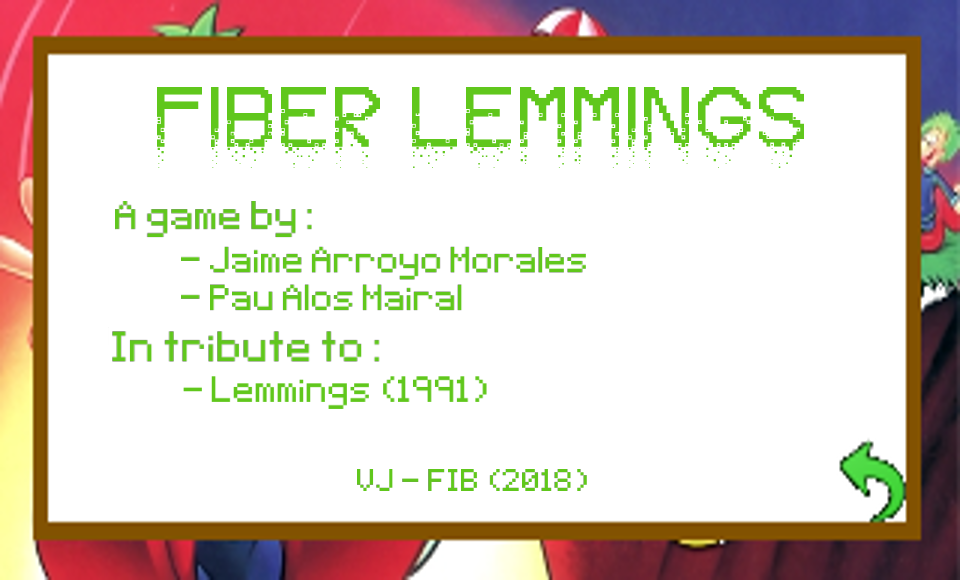 FIBER LEMMINGS
A game by:
- Jaime Arroyo Morales
- Pau Alos Mairal
In tribute to:
- Lemmings (1991)
VJ - FIB (2018)